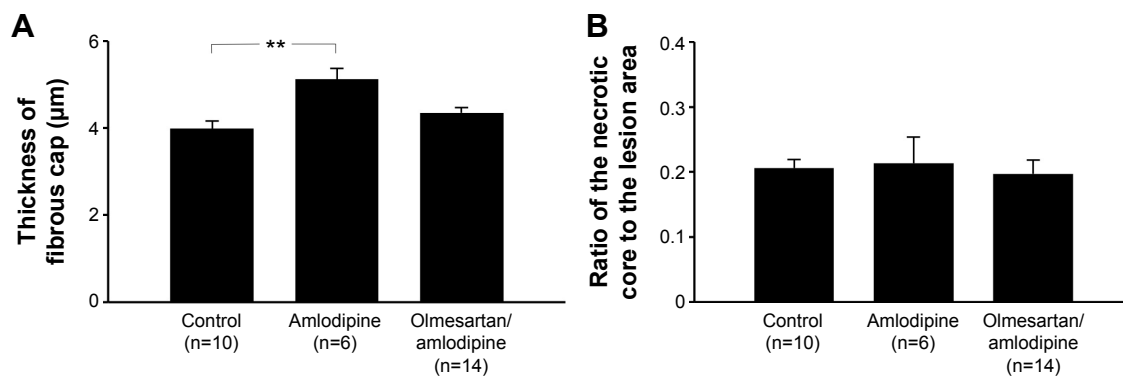 A
Thickness of
fibrous cap (µm)
6
4
2
0
**
Control
(n=10)
Amlodipine
(n=6)
Olmesartan/
amlodipine
(n=14)
B
Ratio of the necrotic
core to the lesion area
0.4
0.3
0.2
0.1
0
Control
(n=10)
Amlodipine
(n=6)
Olmesartan/
amlodipine
(n=14)